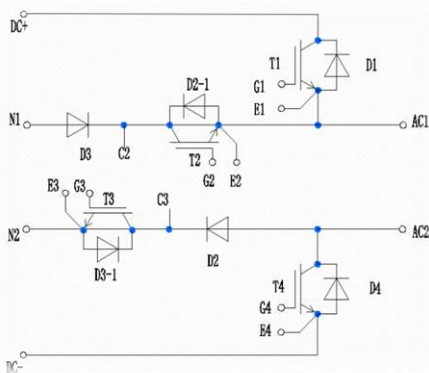 DC+
T1
D1
G1
D2-1
E1
N1
AC1
D3
C2
T2
G2
E2
E3
G3
T3
C3
N2
AC2
D3-1
D2
T4
D4
G4
E4
DC-